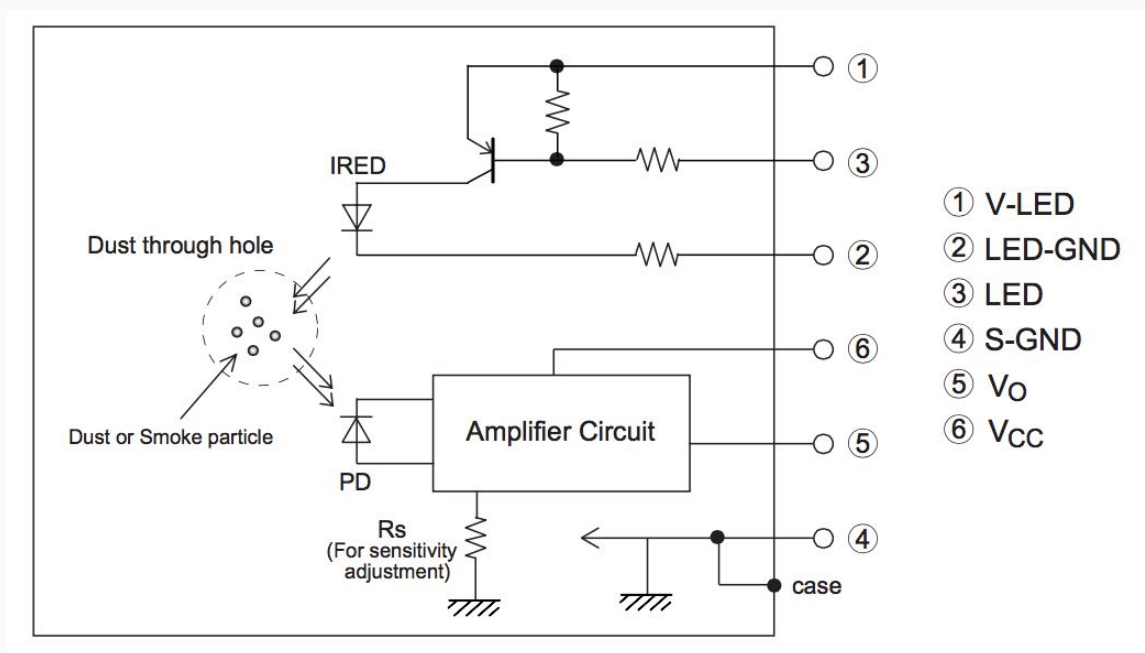 ①
IRED
③
Dust through hole
②
Dust or Smoke particle
PD
Amplifier Circuit
⑥
⑤
Rs
(For sensitivity
adjustment)
④
case
① V-LED
② LED-GND
③ LED
④ S-GND
⑤ VO
⑥ VCC